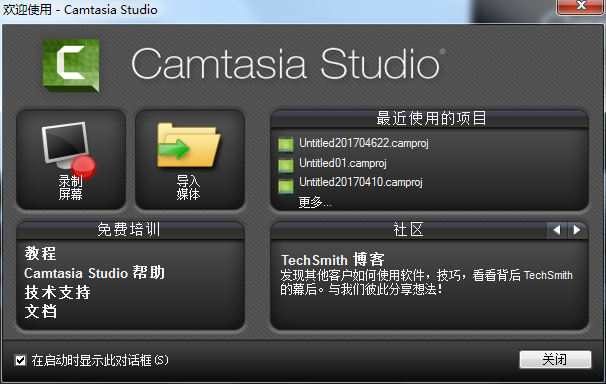 欢迎使用 - Camtasia Studio
Camtasia Studio®
录制
屏幕
导入
媒体
最近使用的项目
Untitled201704622.camproj
Untitled01.camproj
Untitled20170410.camproj
更多...
免费培训
教程
Camtasia Studio 帮助
技术支持
文档
社区
TechSmith 博客
发现其他客户如何使用软件，技巧，看看背后 TechSmith
的幕后。与我们彼此分享想法！
在启动时显示此对话框(S)
关闭